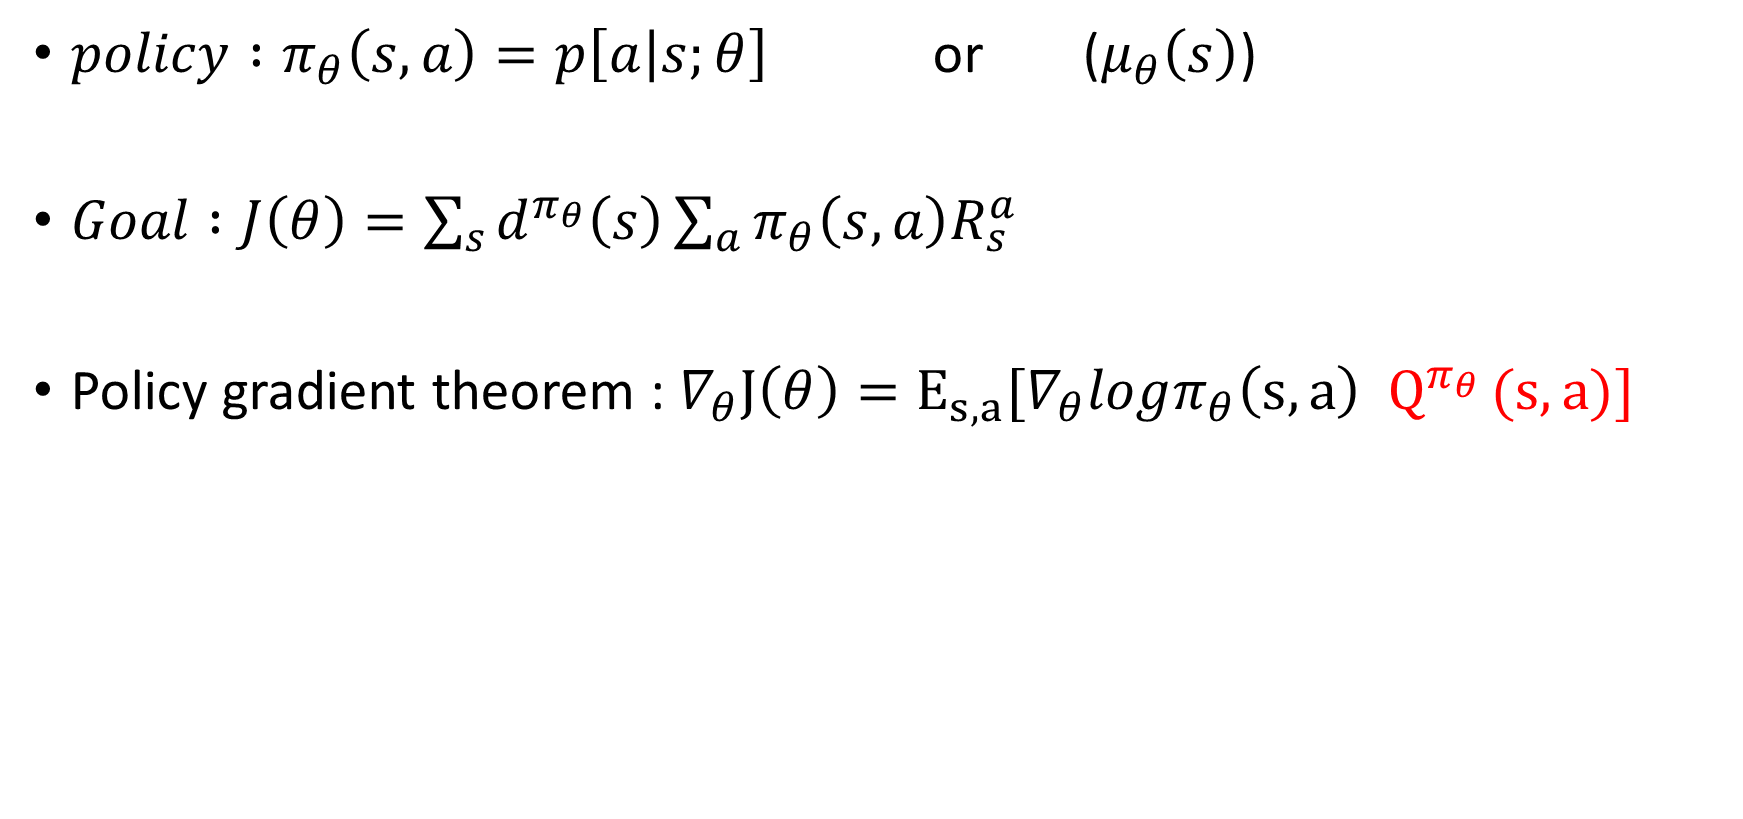 • policy : π_θ(s, a) = p[a|s; θ] or (μ_θ(s))
• Goal : J(θ) = ∑_s d^{π_θ}(s) ∑_a π_θ(s, a)R_s^a
• Policy gradient theorem : ∇_θJ(θ) = E_{s,a}[∇_θlogπ_θ(s, a) Q^{π_θ} (s, a)]